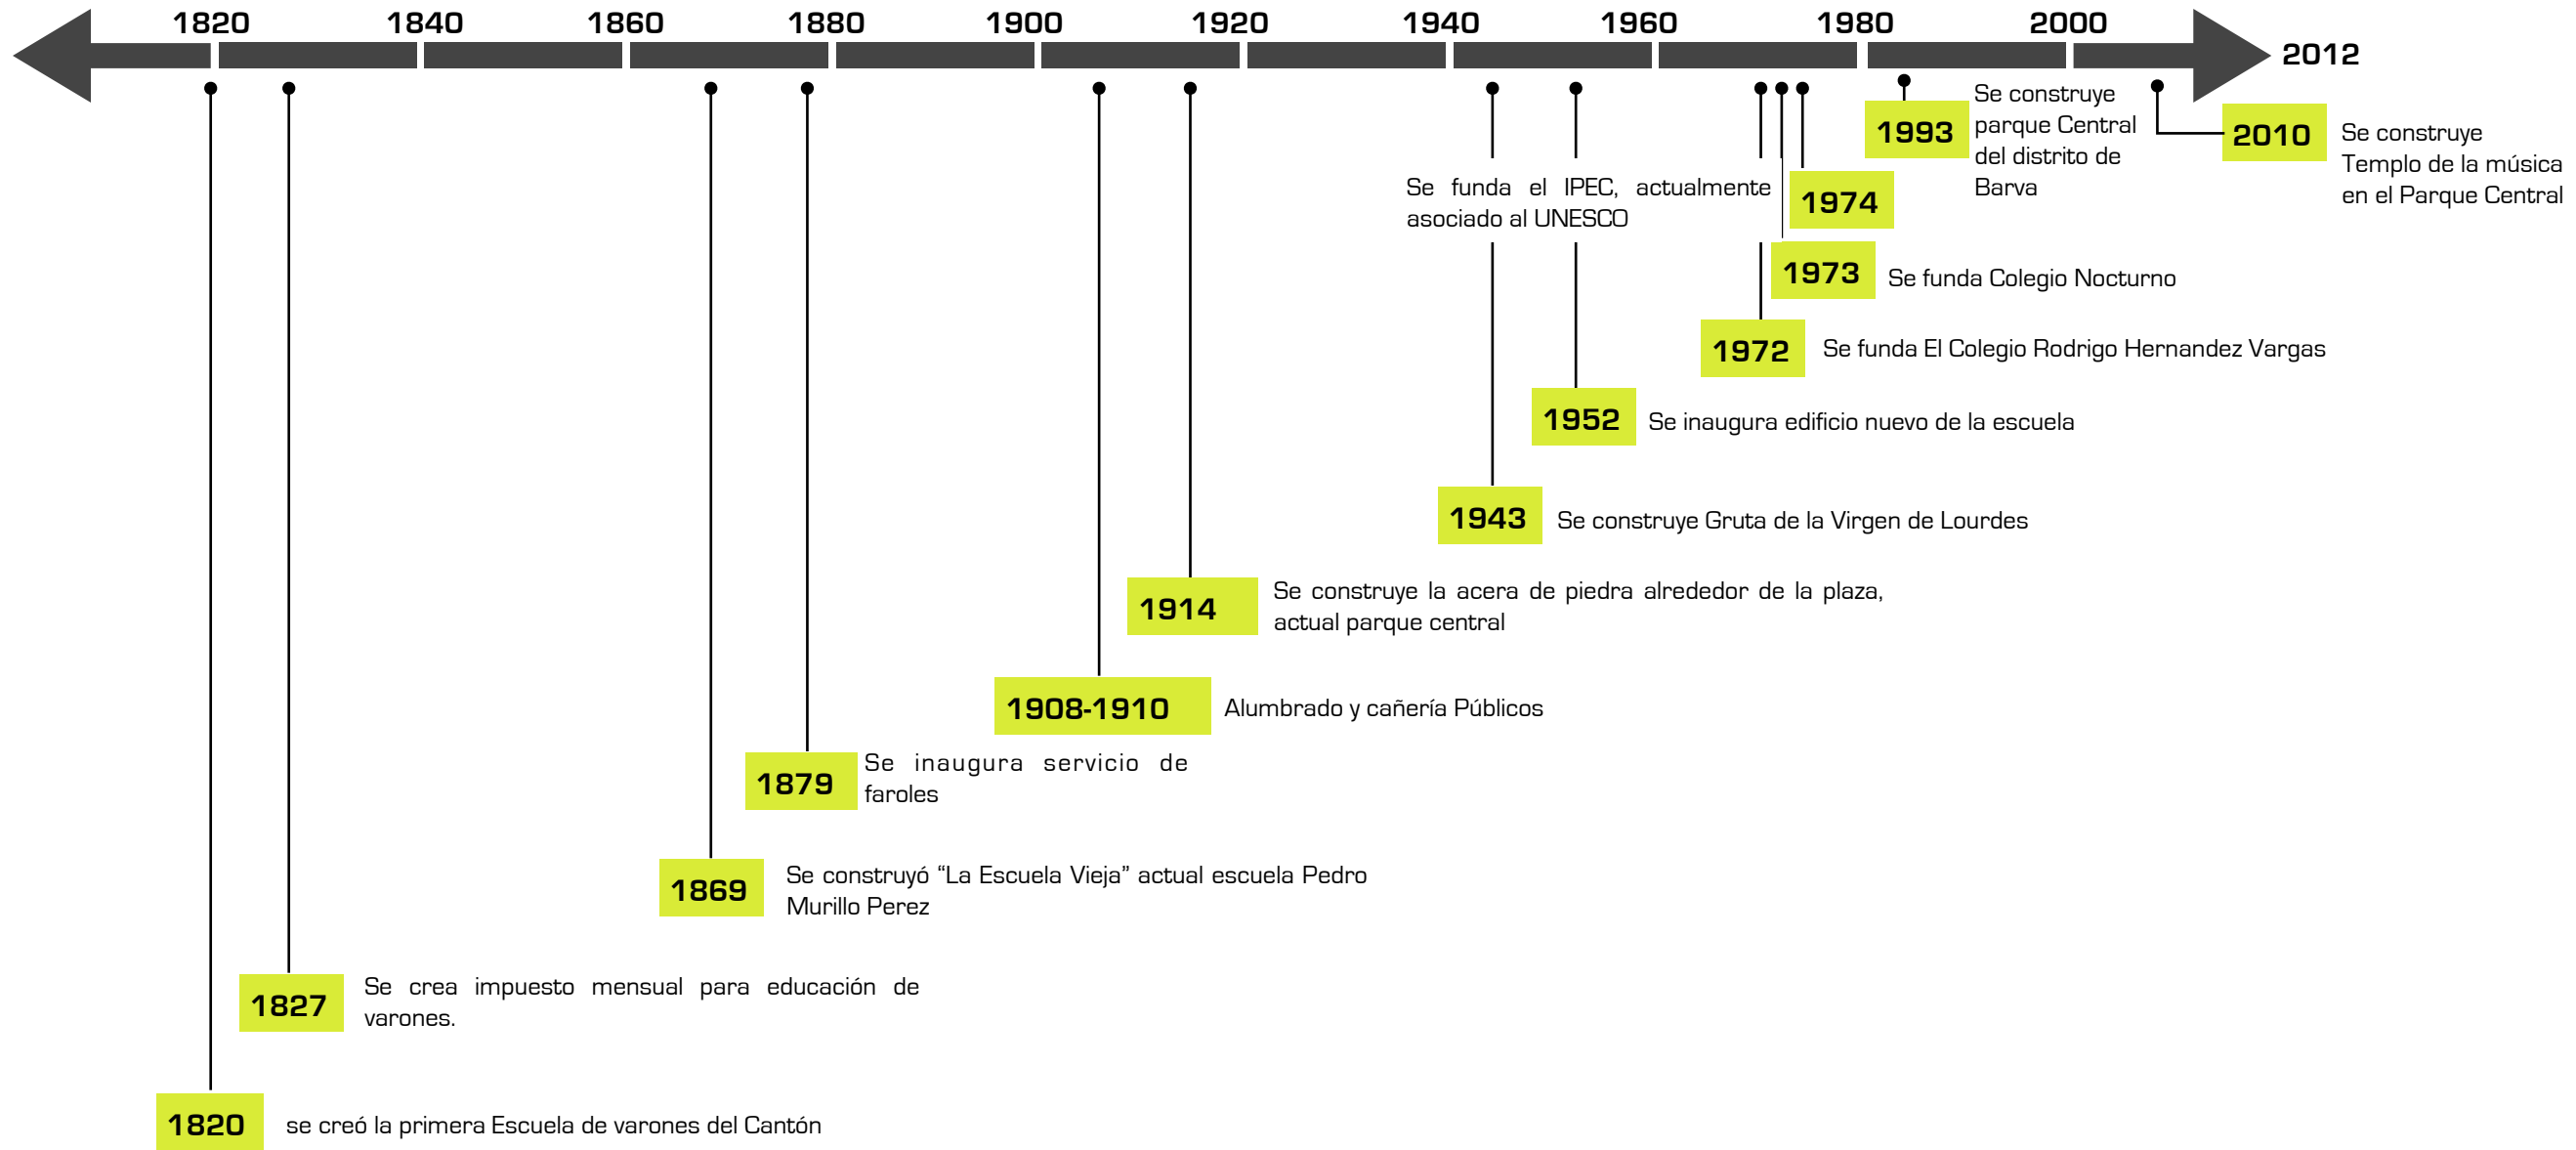 1820 1840 1860 1880 1900 1920 1940 1960 1980 2000
2012
1993
Se construye
parque Central
del distrito de
Barva
2010
Se construye
Templo de la música
en el Parque Central
Se funda el IPEC, actualmente
asociado al UNESCO
1974
1973
Se funda Colegio Nocturno
1972
Se funda El Colegio Rodrigo Hernandez Vargas
1952
Se inaugura edificio nuevo de la escuela
1943
Se construye Gruta de la Virgen de Lourdes
1914
Se construye la acera de piedra alrededor de la plaza,
actual parque central
1908-1910
Alumbrado y cañería Públicos
1879
Se inaugura servicio de
faroles
1869
Se construyó “La Escuela Vieja” actual escuela Pedro
Murillo Perez
1827
Se crea impuesto mensual para educación de
varones.
1820
se creó la primera Escuela de varones del Cantón